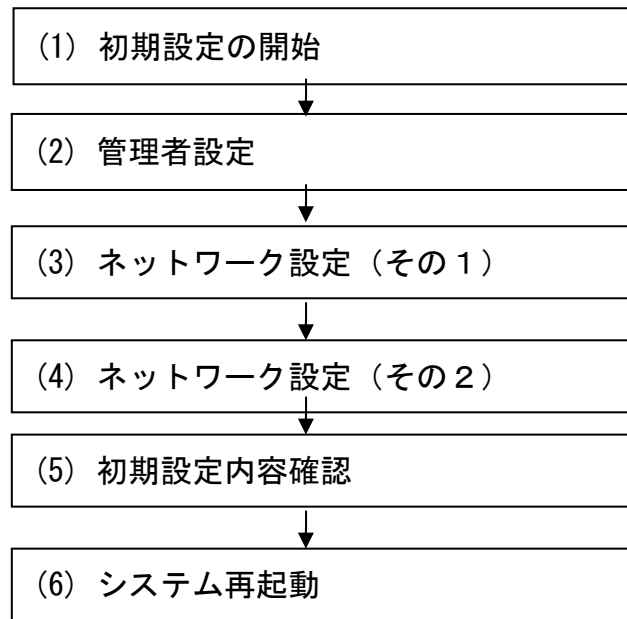 (1) 初期設定の開始
(2) 管理者設定
(3) ネットワーク設定（その１）
(4) ネットワーク設定（その２）
(5) 初期設定内容確認
(6) システム再起動